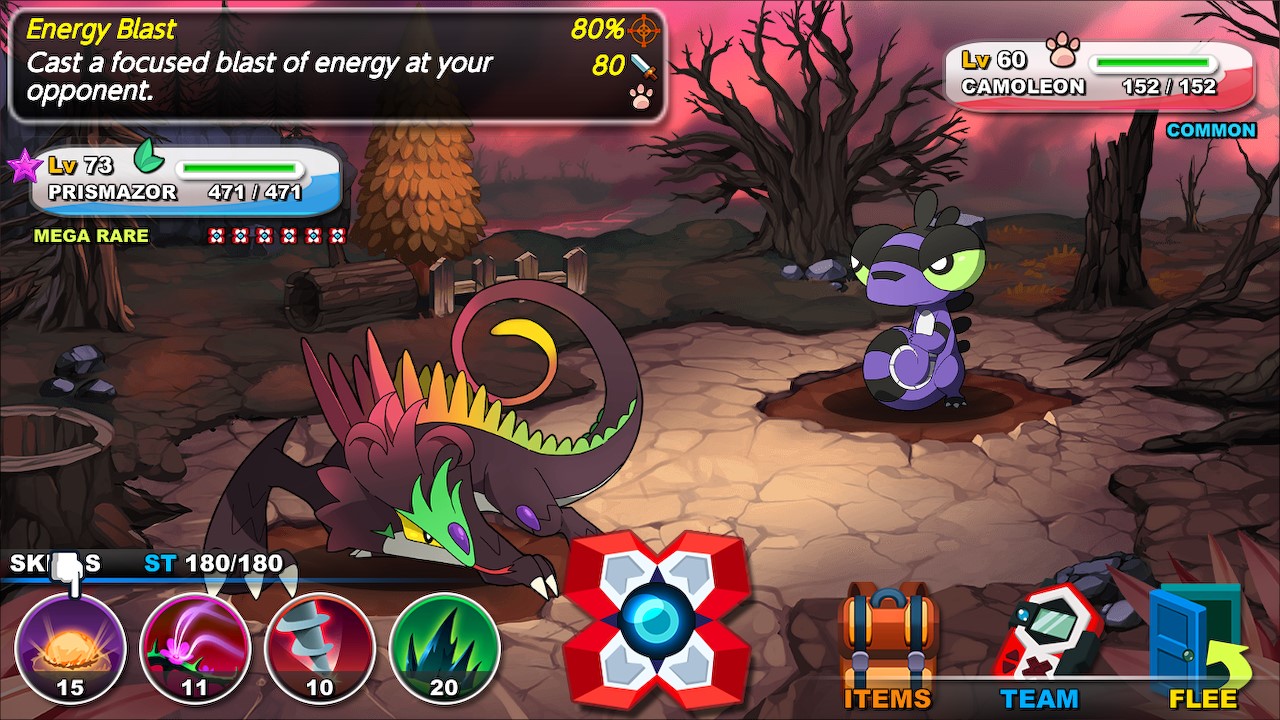 Energy Blast 80%
Cast a focused blast of energy at your 80
opponent.
Lv 60
CAMOLEON 152 / 152
COMMON
Lv 73
PRISMAZOR 471 / 471
MEGA RARE
ST 180/180
15 11 10 20
ITEMS TEAM FLEE